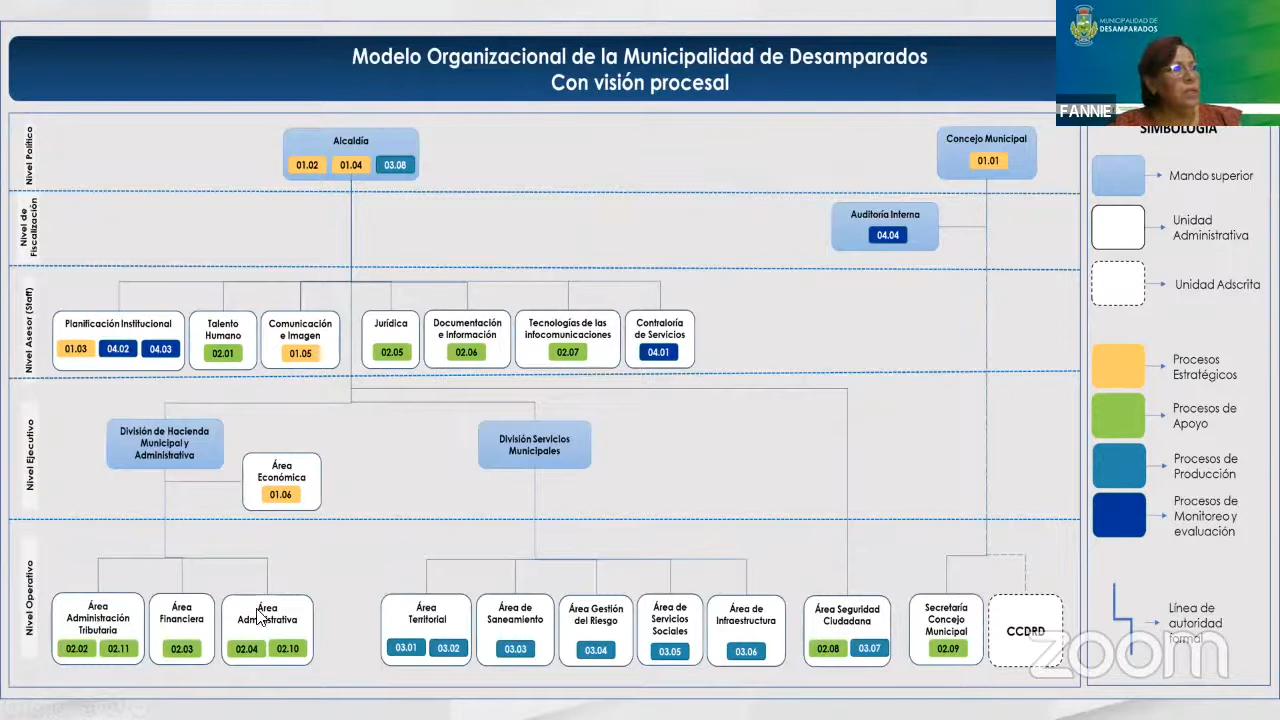 Modelo Organizacional de la Municipalidad de Desamparados
Con visión procesal
MUNICIPALIDAD DE
DESAMPARADOS
FANNIE
Nivel Político
Alcaldía
01.02 01.04 03.08
Concejo Municipal
01.01
Nivel de
Fiscalización
Auditoría Interna
04.04
Nivel Asesor (Staff)
Planificación Institucional
01.03 04.02 04.03
Talento
Humano
02.01
Comunicación
e Imagen
01.05
Jurídica
02.05
Documentación
e Información
02.06
Tecnologías de las
infocomunicaciones
02.07
Contraloría
de Servicios
04.01
Nivel Ejecutivo
División de Hacienda
Municipal y
Administrativa
Área
Económica
01.06
División Servicios
Municipales
Nivel Operativo
Área
Administración
Tributaria
02.02 02.11
Área
Financiera
02.03
Área
Administrativa
02.04 02.10
Área
Territorial
03.01 03.02
Área de
Saneamiento
03.03
Área Gestión
del Riesgo
03.04
Área de
Servicios
Sociales
03.05
Área de
Infraestructura
03.06
Área Seguridad
Ciudadana
02.08 03.07
Secretaría
Concejo
Municipal
02.09
CCDRD
SIMBOLOGÍA
Mando superior
Unidad
Administrativa
Unidad Adscrita
Procesos
Estratégicos
Procesos de
Apoyo
Procesos de
Producción
Procesos de
Monitoreo y
evaluación
Línea de
autoridad
formal
zoom